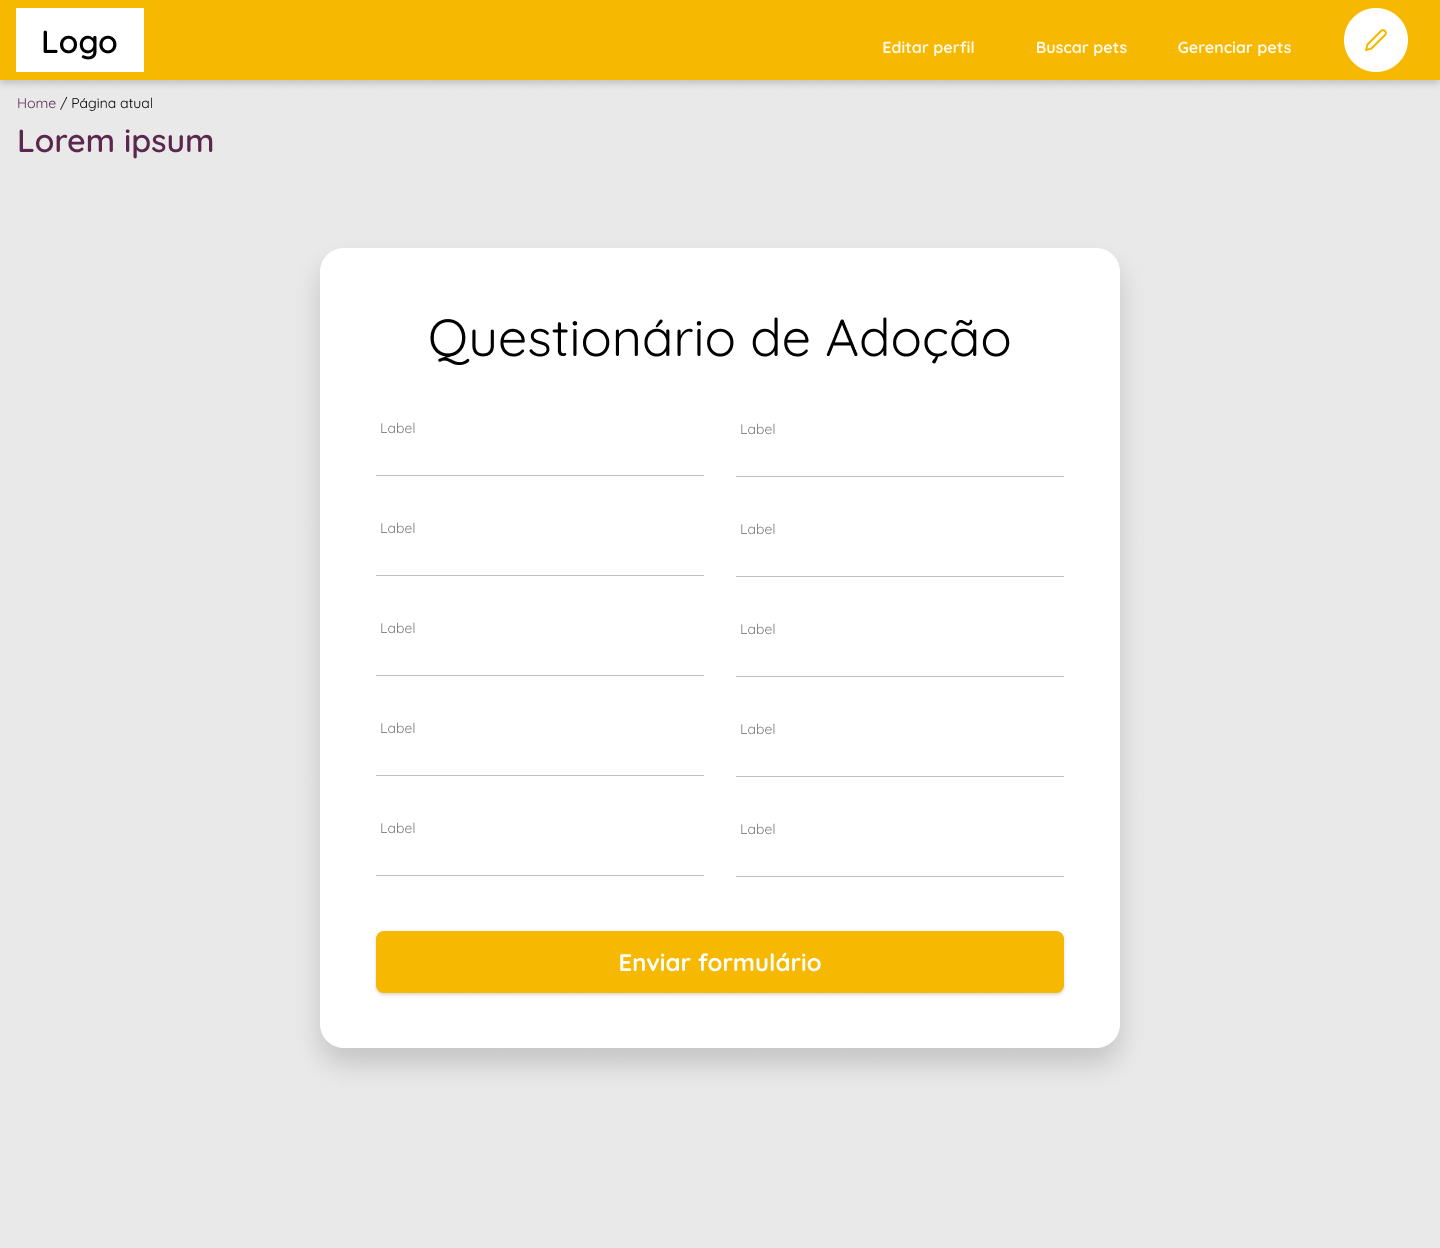 Logo
Editar perfil Buscar pets Gerenciar pets
Home / Página atual
Lorem ipsum
Questionário de Adoção
Label Label
Label Label
Label Label
Label Label
Label Label
Enviar formulário